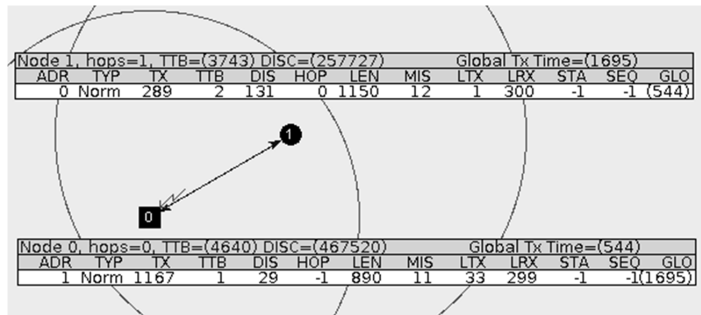 Node 1, hops=1, TTB=(3743) DISC=(257727) Global Tx Time=(1695)
ADR TYP TX TTB DIS HOP LEN MIS LTX LRX STA SEQ GLO
0 Norm 289 2 131 0 1150 12 1 300 -1 -1 (544)
1
0
Node 0, hops=0, TTB=(4640) DISC=(467520) Global Tx Time=(544)
ADR TYP TX TTB DIS HOP LEN MIS LTX LRX STA SEQ GLO
1 Norm 1167 1 29 -1 890 11 33 299 -1 -1(1695)